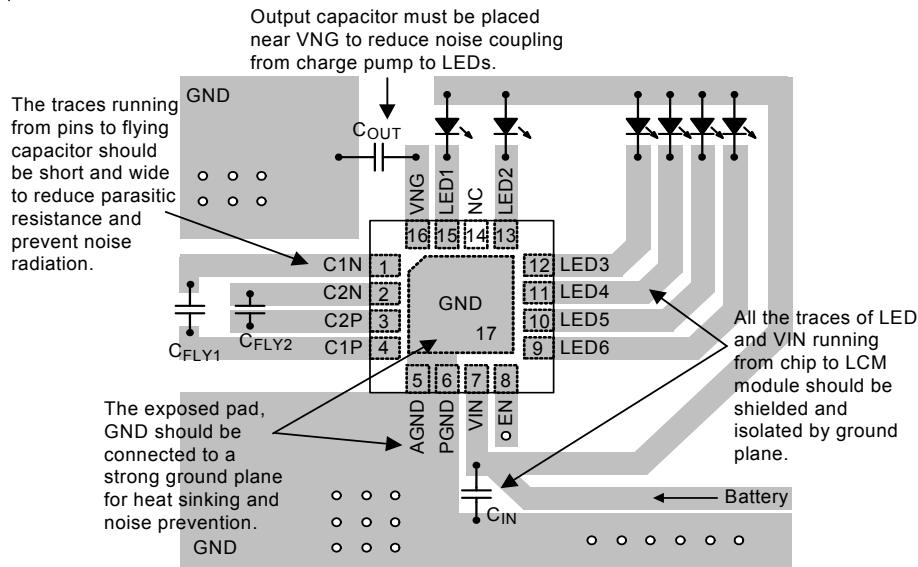 Output capacitor must be placed
near VNG to reduce noise coupling
from charge pump to LEDs.
GND
The traces running
from pins to flying
capacitor should
be short and wide
to reduce parasitic
resistance and
prevent noise
radiation.
COUT
VNG
LED1
NC
LED2
16 15 14 13
C1N 1
C2N 2
C2P 3
C1P 4
CFLY1
CFLY2
GND
17
12 LED3
11 LED4
10 LED5
9 LED6
5 6 7 8
AGND
PGND
VIN
EN
All the traces of LED
and VIN running
from chip to LCM
module should be
shielded and
isolated by ground
plane.
The exposed pad,
GND should be
connected to a
strong ground plane
for heat sinking and
noise prevention.
CIN
Battery
GND